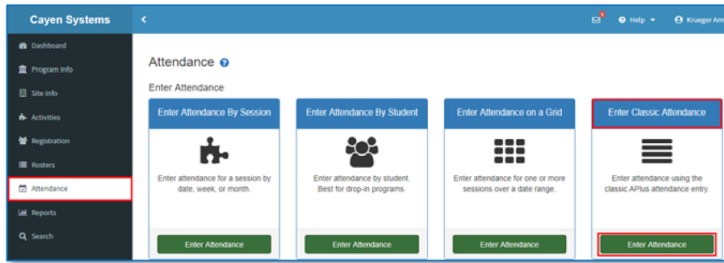 Cayen Systems
Help
Krueger Am
Dashboard
Program Info
Site Info
Activities
Registration
Rosters
Attendance
Reports
Search
Attendance
Enter Attendance
Enter Attendance By Session
Enter attendance for a session by
date, week, or month.
Enter Attendance
Enter Attendance By Student
Enter attendance by student.
Best for drop-in programs.
Enter Attendance
Enter Attendance on a Grid
Enter attendance for one or more
sessions over a date range.
Enter Attendance
Enter Classic Attendance
Enter attendance using the
classic APlus attendance entry.
Enter Attendance